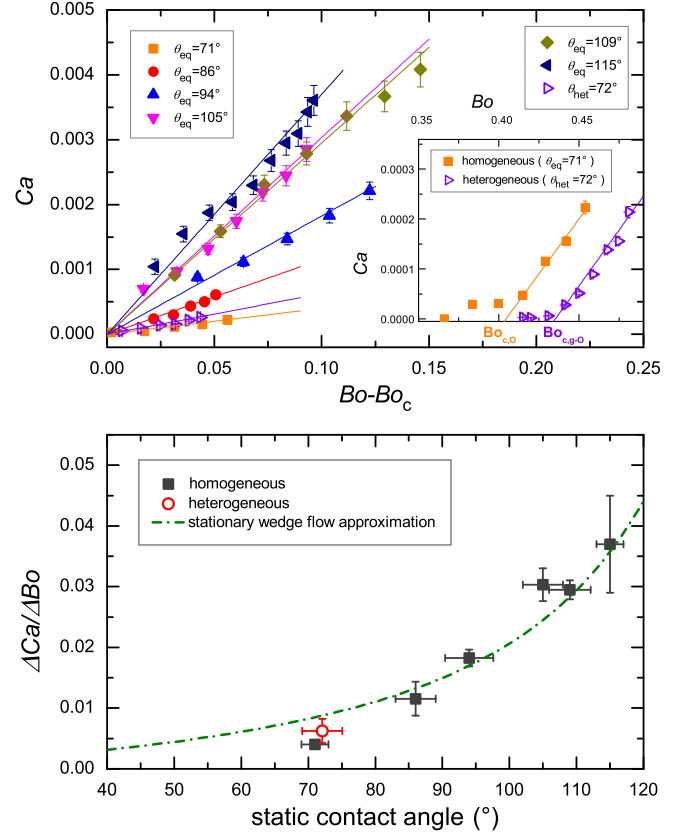 0.005
0.004
0.003
0.002
0.001
0.000
Ca
θeq=71°
θeq=86°
θeq=94°
θeq=105°
θeq=109°
θeq=115°
θhet=72°
Bo
0.35 0.40 0.45
homogeneous ( θeq=71° )
heterogeneous ( θhet =72° )
0.0003
0.0002
0.0001
0.0000
Ca
Boc,O Boc,g-O
0.00 0.05 0.10 0.15 0.20 0.25
Bo-Boc
0.05
0.04
0.03
0.02
0.01
0.00
ΔCa/ΔBo
homogeneous
heterogeneous
stationary wedge flow approximation
40 50 60 70 80 90 100 110 120
static contact angle (°)